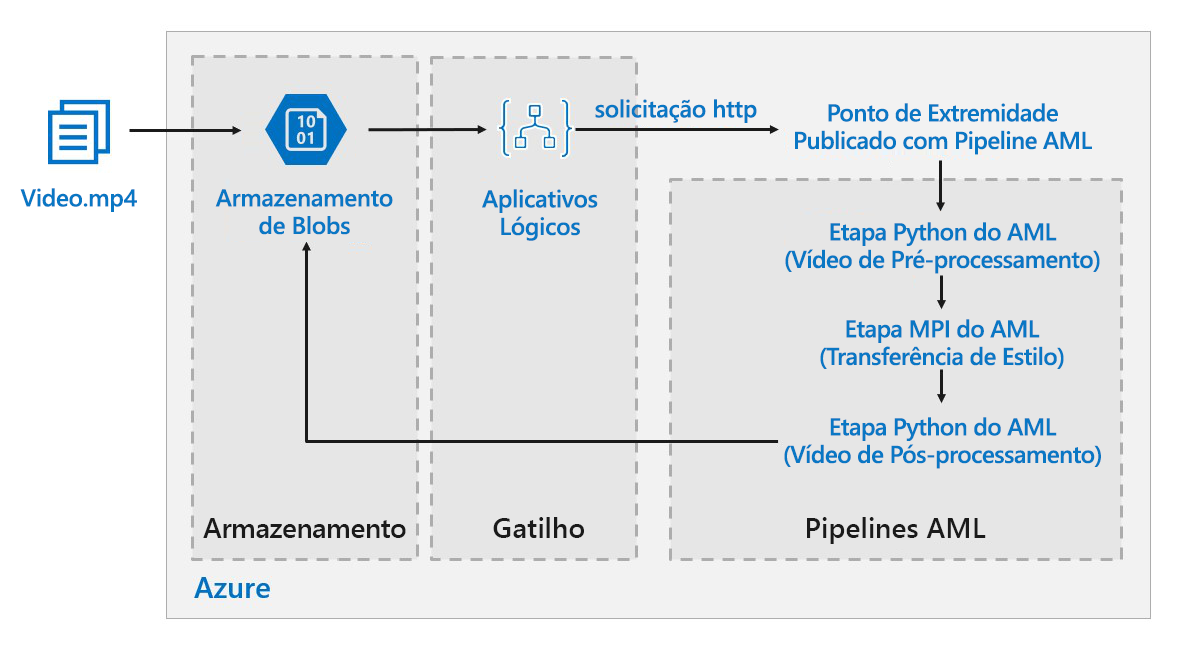 Video.mp4
10
01
Armazenamento
de Blobs
Aplicativos
Lógicos
solicitação http
Ponto de Extremidade
Publicado com Pipeline AML
Etapa Python do AML
(Vídeo de Pré-processamento)
Etapa MPI do AML
(Transferência de Estilo)
Etapa Python do AML
(Vídeo de Pós-processamento)
Armazenamento
Gatilho
Pipelines AML
Azure